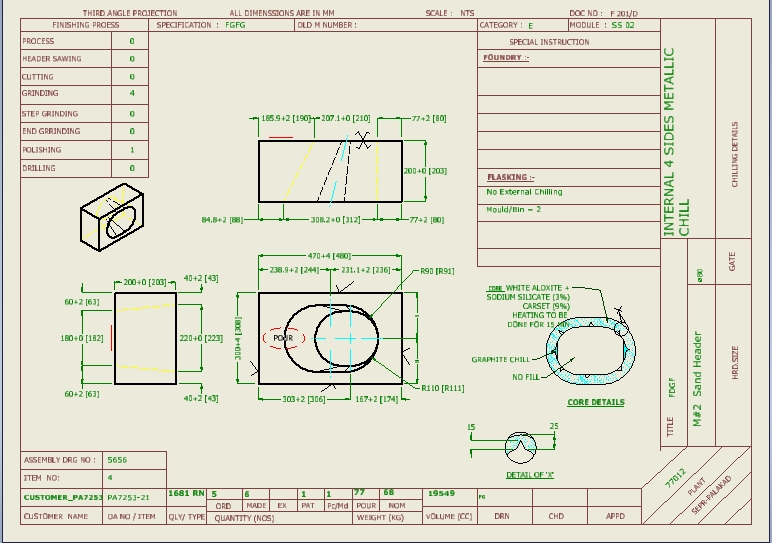 THIRD ANGLE PROJECTION ALL DIMENSSIONS ARE IN MM SCALE : NTS DOC NO : F 201/D
FINISHING PROESS SPECIFICATION : FGFG OLD M NUMBER : CATEGORY : E MODULE : SS 02
PROCESS 0
HEADER SAWING 0
CUTTING 0
GRINDING 4
STEP GRINDING 0
END GRRINDING 0
POLISHING 1
DRILLING 0
SPECIAL INSTRUCTION
FOUNDRY :-
FLASKING :-
No External Chilling
Mould/Bin = 2
INTERNAL 4 SIDES METALLIC
CHILL
CHILLING DETAILS
185.9+2 [190] 207.1+0 [210] 77+2 [80]
200+0 [203]
84.8+2 [88] 308.2+0 [312] 77+2 [80]
470+4 [480]
238.9+2 [244] 231.1+2 [236]
R90 [R91]
300+4 [308]
POUR
R110 [R111]
303+2 [306] 167+2 [174]
200+0 [203]
40+2 [43]
60+2 [63]
180+0 [182]
220+0 [223]
60+2 [63]
40+2 [43]
CORE WHITE ALOXITE +
SODIUM SILICATE (3%)
CARSET (9%)
HEATING TO BE
DONE FOR 15 MIN
GRAPHITE CHILL
NO FILL
CORE DETAILS
15 25
DETAIL OF 'X'
GATE
HRD.SIZE
TITLE
M#2 Sand Header
ASSEMBLY DRG NO : 5656
ITEM NO: 4
CUSTOMER_PA7253 PA7253-21 1681 RN 5 6 1 1 77 68 19549
ORD MADE EX PAT Pc/Md POUR NOM
CUSTOMER NAME OA NO / ITEM QLY/ TYPE QUANTITY (NOS) WEIGHT (KG) VOLUME (CC) DRN CHD APPD
77012
PLANT
SEPR-PALAKAD